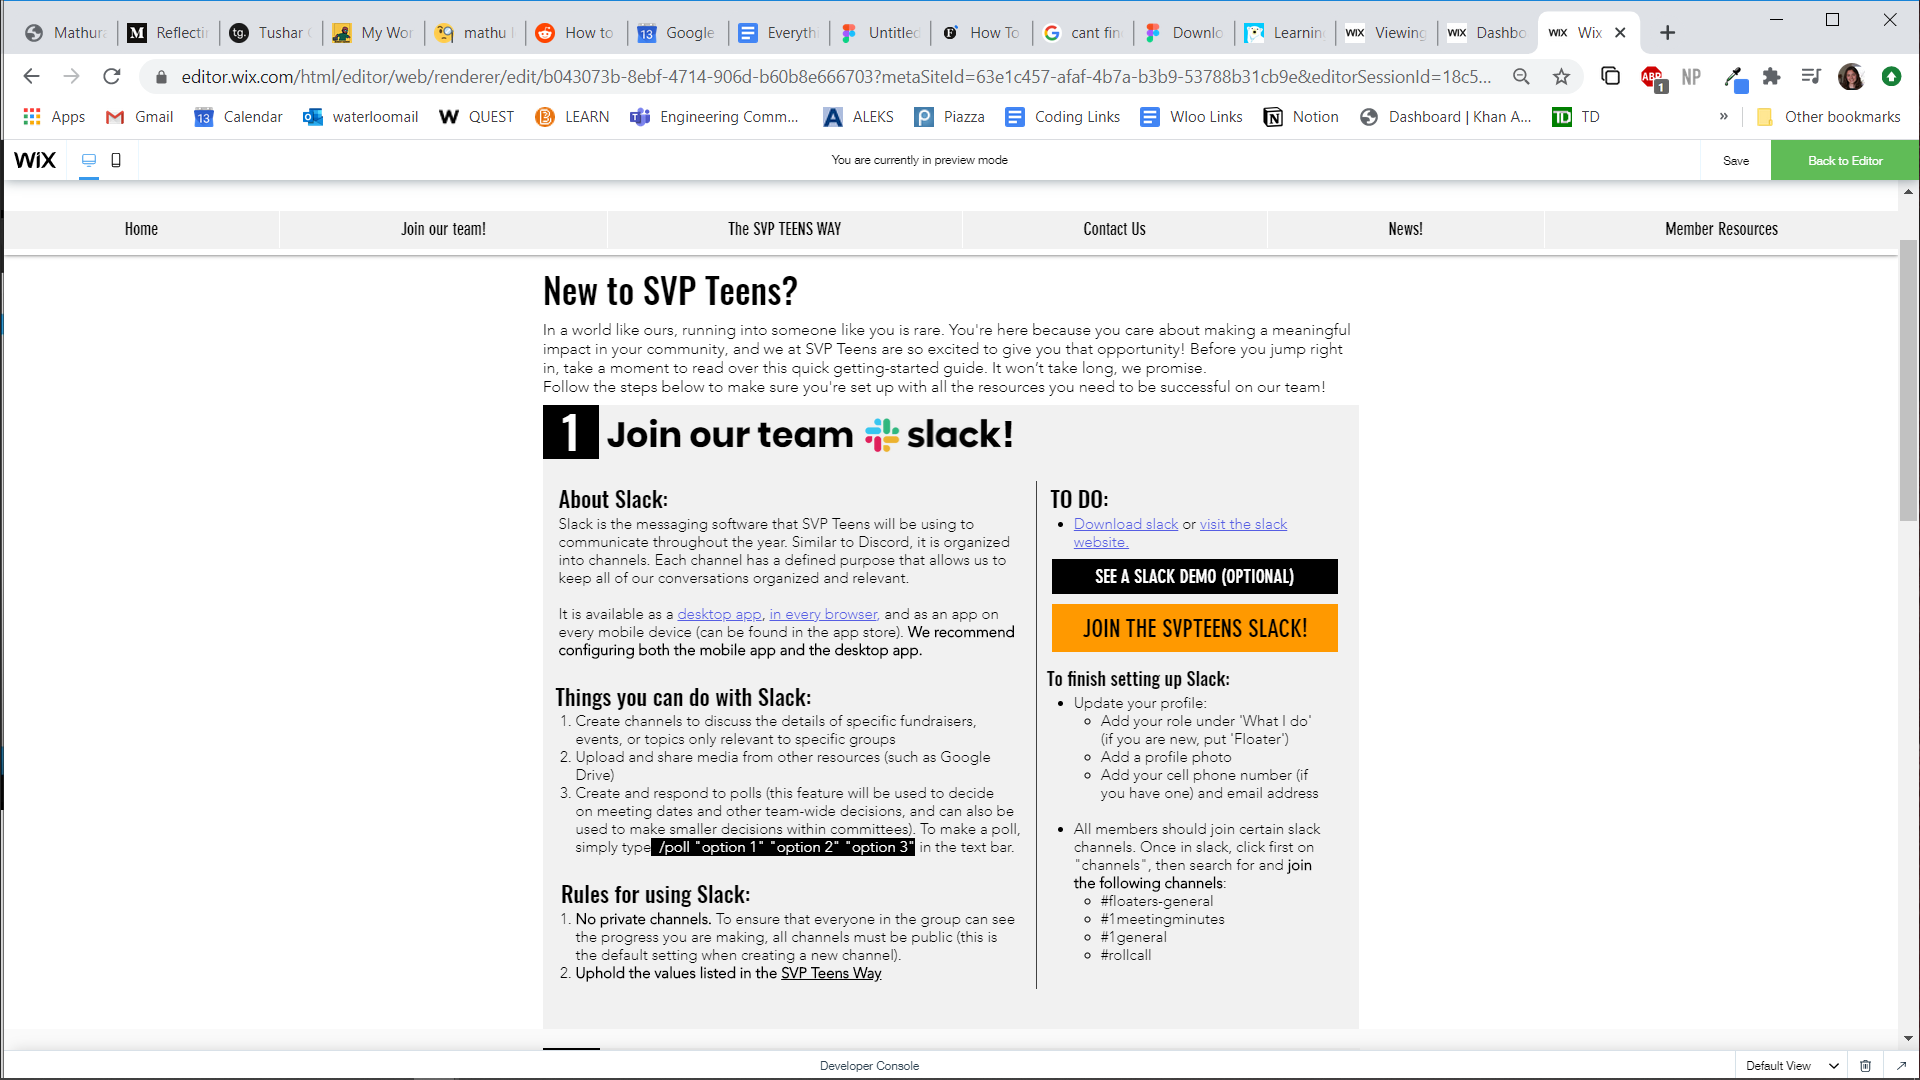 Mathura
Reflectin
Tushar
My Wor
mathu
How to
Google
Everythi
Untitled
How To
cant fin
Downlo
Learning
Viewing
Dashbo
Wix
editor.wix.com/html/editor/web/renderer/edit/b043073b-8ebf-4714-906d-b60b8e666703?metaSiteId=63e1c457-afaf-4b7a-b3b9-53788b31cb9e&editorSessionId=18c5...
Apps
Gmail
Calendar
waterloomail
QUEST
LEARN
Engineering Comm...
ALEKS
Piazza
Coding Links
Wloo Links
Notion
Dashboard | Khan A...
TD
»
Other bookmarks
WiX
You are currently in preview mode
Save
Back to Editor
Home
Join our team!
The SVP TEENS WAY
Contact Us
News!
Member Resources
New to SVP Teens?
In a world like ours, running into someone like you is rare. You're here because you care about making a meaningful
impact in your community, and we at SVP Teens are so excited to give you that opportunity! Before you jump right
in, take a moment to read over this quick getting-started guide. It won't take long, we promise.
Follow the steps below to make sure you're set up with all the resources you need to be successful on our team!
1 Join our team slack!
About Slack:
Slack is the messaging software that SVP Teens will be using to
communicate throughout the year. Similar to Discord, it is organized
into channels. Each channel has a defined purpose that allows us to
keep all of our conversations organized and relevant.
It is available as a desktop app, in every browser, and as an app on
every mobile device (can be found in the app store). We recommend
configuring both the mobile app and the desktop app.
Things you can do with Slack:
1. Create channels to discuss the details of specific fundraisers,
events, or topics only relevant to specific groups
2. Upload and share media from other resources (such as Google
Drive)
3. Create and respond to polls (this feature will be used to decide
on meeting dates and other team-wide decisions, and can also be
used to make smaller decisions within committees). To make a poll,
simply type /poll "option 1" "option 2" "option 3" in the text bar.
Rules for using Slack:
1. No private channels. To ensure that everyone in the group can see
the progress you are making, all channels must be public (this is
the default setting when creating a new channel).
2. Uphold the values listed in the SVP Teens Way
TO DO:
• Download slack or visit the slack
website.
SEE A SLACK DEMO (OPTIONAL)
JOIN THE SVPTEENS SLACK!
To finish setting up Slack:
• Update your profile:
Add your role under 'What I do'
(if you are new, put 'Floater')
Add a profile photo
Add your cell phone number (if
you have one) and email address
• All members should join certain slack
channels. Once in slack, click first on
"channels", then search for and join
the following channels:
#floaters-general
#1meetingminutes
#1general
#rollcall
Developer Console
Default View